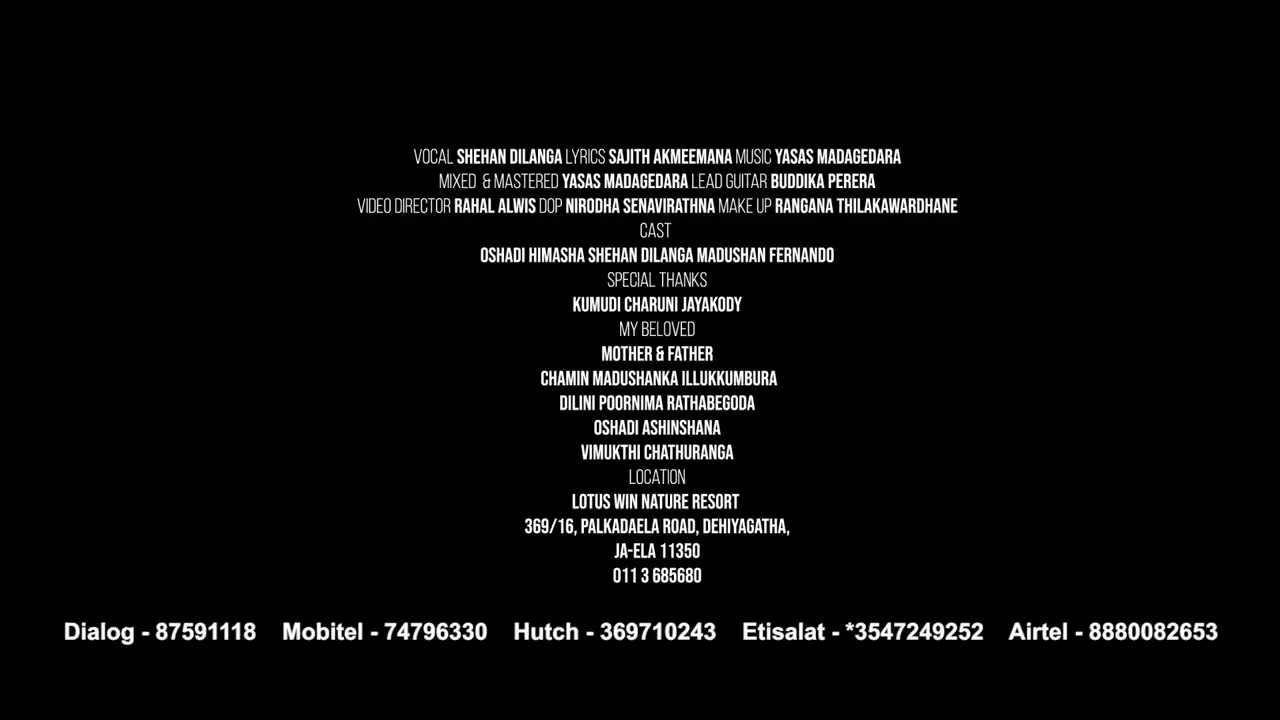 VOCAL SHEHAN DILANGA LYRICS SAJITH AKMEEMANA MUSIC YASAS MADAGEDARA
MIXED & MASTERED YASAS MADAGEDARA LEAD GUITAR BUDDIKA PERERA
VIDEO DIRECTOR RAHAL ALWIS DOP NIRODHA SENAVIRATHNA MAKE UP RANGANA THILAKAWARDHANE
CAST
OSHADI HIMASHA SHEHAN DILANGA MADUSHAN FERNANDO
SPECIAL THANKS
KUMUDI CHARUNI JAYAKODY
MY BELOVED
MOTHER & FATHER
CHAMIN MADUSHANKA ILLUKKUMBURA
DILINI POORNIMA RATHABEGODA
OSHADI ASHINSHANA
VIMUKTHI CHATHURANGA
LOCATION
LOTUS WIN NATURE RESORT
369/16, PALKADAELA ROAD, DEHIYAGATHA,
JA-ELA 11350
011 3 685680
Dialog - 87591118 Mobitel - 74796330 Hutch - 369710243 Etisalat - *3547249252 Airtel - 8880082653